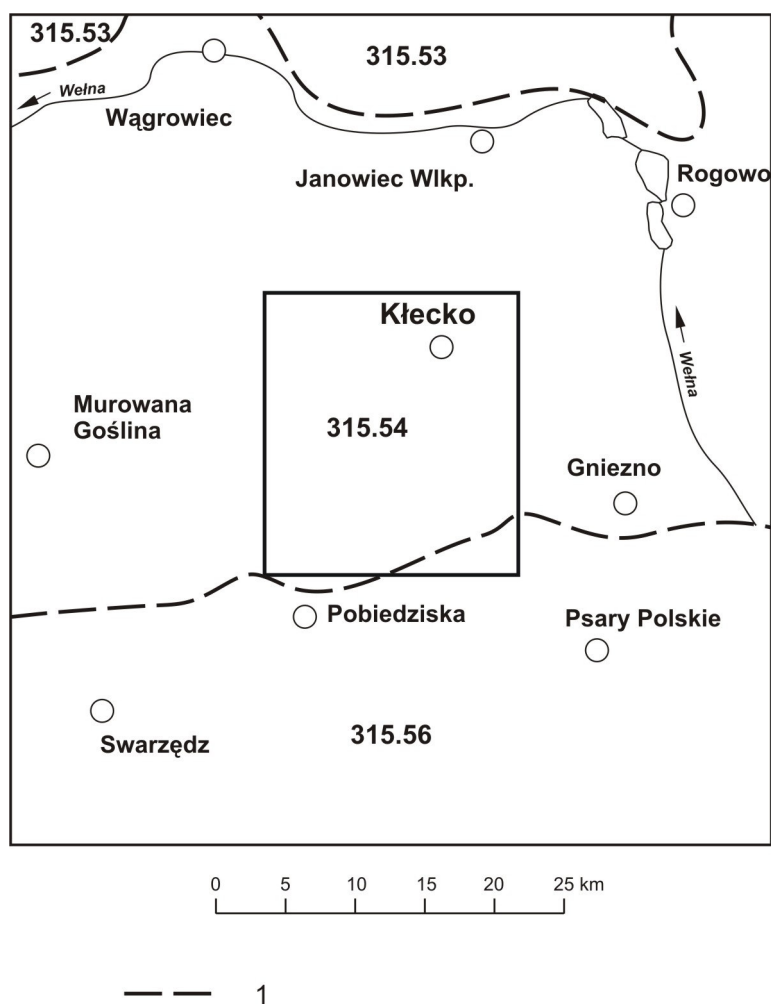 315.53
315.53
Wełna
Wągrowiec
Janowiec Wlkp.
Rogowo
Kłecko
Wełna
Murowana
Goślina
315.54
Gniezno
Pobiedziska
Psary Polskie
315.56
Swarzędz
0 5 10 15 20 25 km
1